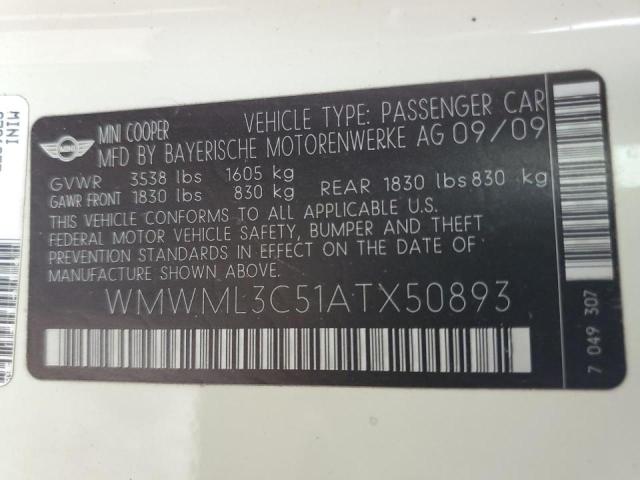 MINI COOPER VEHICLE TYPE: PASSENGER CAR
MFD BY BAYERISCHE MOTORENWERKE AG 09/09
MINI
GVWR 3538 lbs 1605 kg
GAWR FRONT 1830 lbs 830 kg REAR 1830 lbs 830 kg
THIS VEHICLE CONFORMS TO ALL APPLICABLE U.S.
FEDERAL MOTOR VEHICLE SAFETY, BUMPER AND THEFT
PREVENTION STANDARDS IN EFFECT ON THE DATE OF
MANUFACTURE SHOWN ABOVE.
WMWML3C51ATX50893
7 049 307
MINI